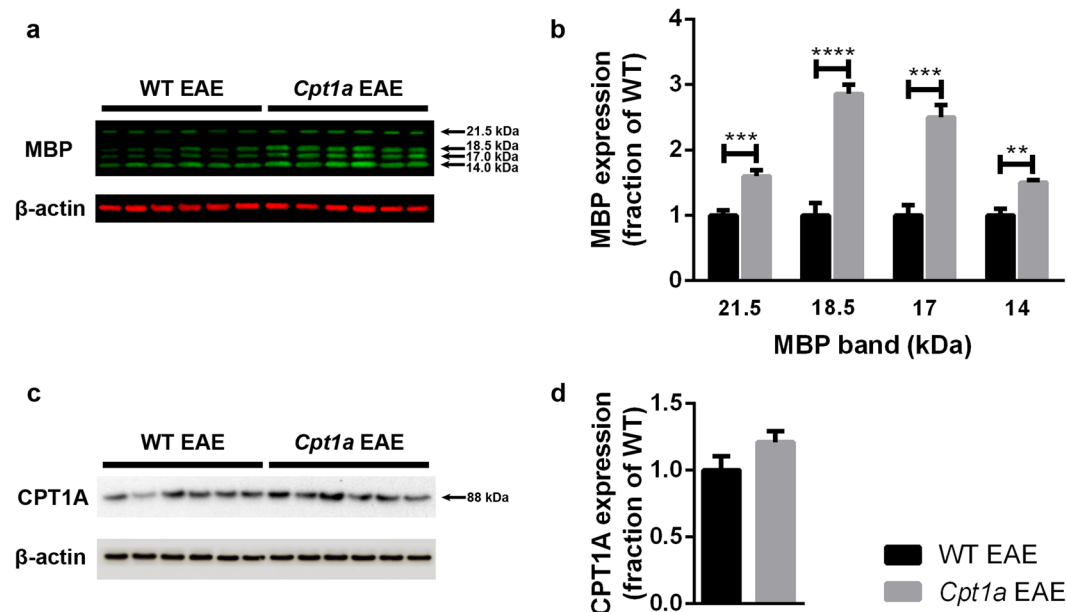 a
WT EAE Cpt1a EAE
MBP
21.5 kDa
18.5 kDa
17.0 kDa
14.0 kDa
β-actin
b
MBP expression
(fraction of WT)
4
3
2
1
0
*** **** *** **
21.5 18.5 17 14
MBP band (kDa)
c
WT EAE Cpt1a EAE
CPT1A
88 kDa
β-actin
d
CPT1A expression
(fraction of WT)
1.5
1.0
0.5
0.0
WT EAE
Cpt1a EAE